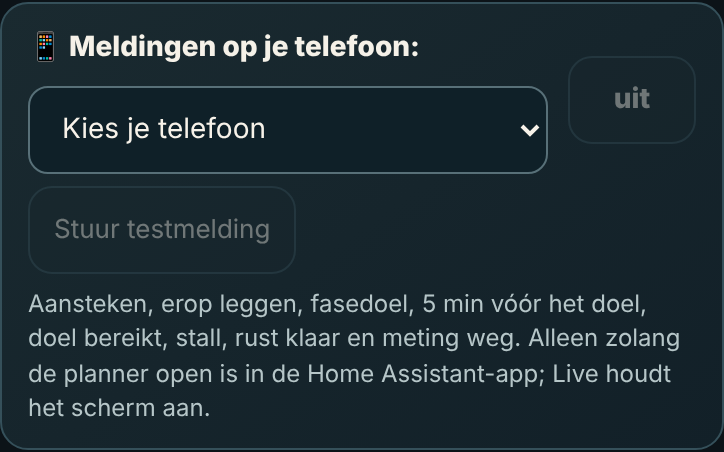 📱 Meldingen op je telefoon:
Kies je telefoon
uit
Stuur testmelding
Aansteken, erop leggen, fasedoel, 5 min vóór het doel,
doel bereikt, stall, rust klaar en meting weg. Alleen zolang
de planner open is in de Home Assistant-app; Live houdt
het scherm aan.